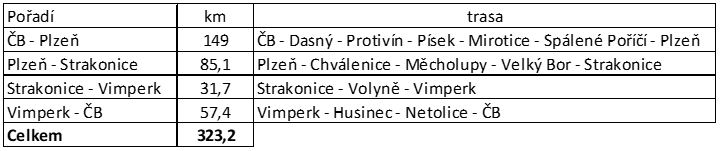 Pořadí km trasa
ČB - Plzeň 149 ČB - Dasný - Protivín - Písek - Mirotice - Spálené Poříčí - Plzeň
Plzeň - Strakonice 85,1 Plzeň - Chválenice - Měcholupy - Velký Bor - Strakonice
Strakonice - Vimperk 31,7 Strakonice - Volyně - Vimperk
Vimperk - ČB 57,4 Vimperk - Husinec - Netolice - ČB
Celkem 323,2